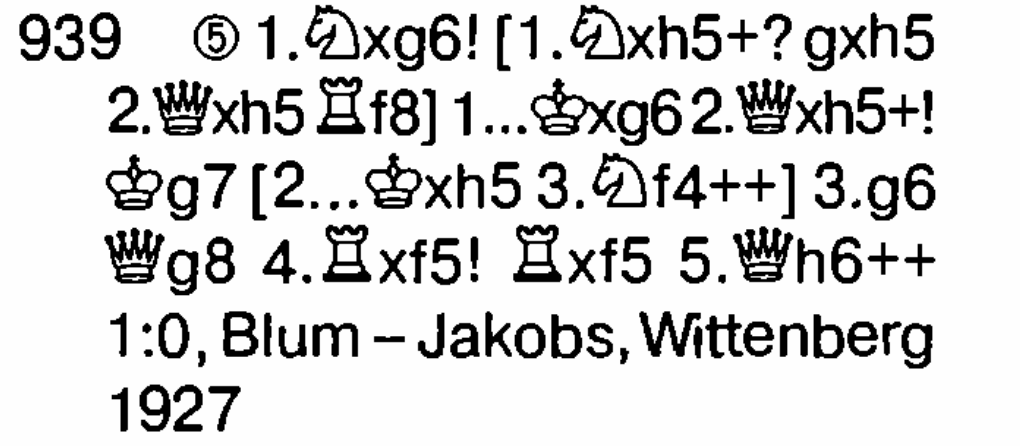 939 ⑤ 1.♘xg6! [1.♘xh5+? gxh5
2.♕xh5 ♖f8] 1...♔xg6 2.♕xh5+!
♔g7 [2...♔xh5 3.♘f4++] 3.g6
♕g8 4.♖xf5! ♖xf5 5.♕h6++
1:0, Blum – Jakobs, Wittenberg
1927